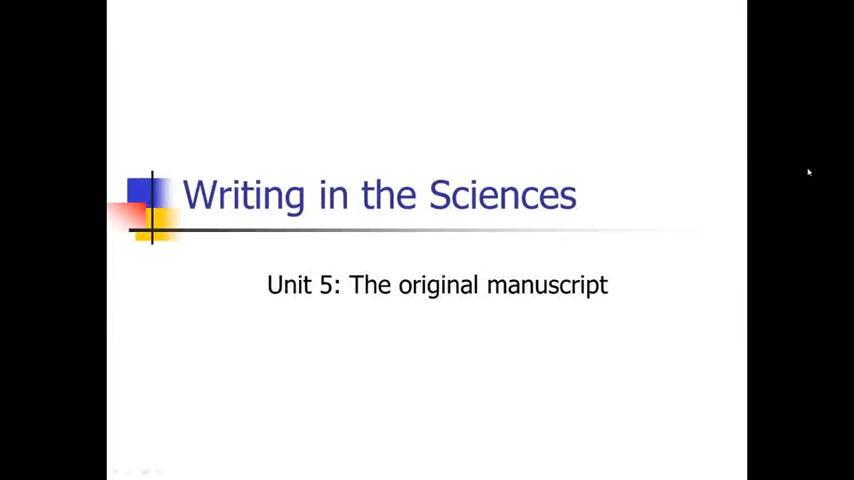 Writing in the Sciences
Unit 5: The original manuscript